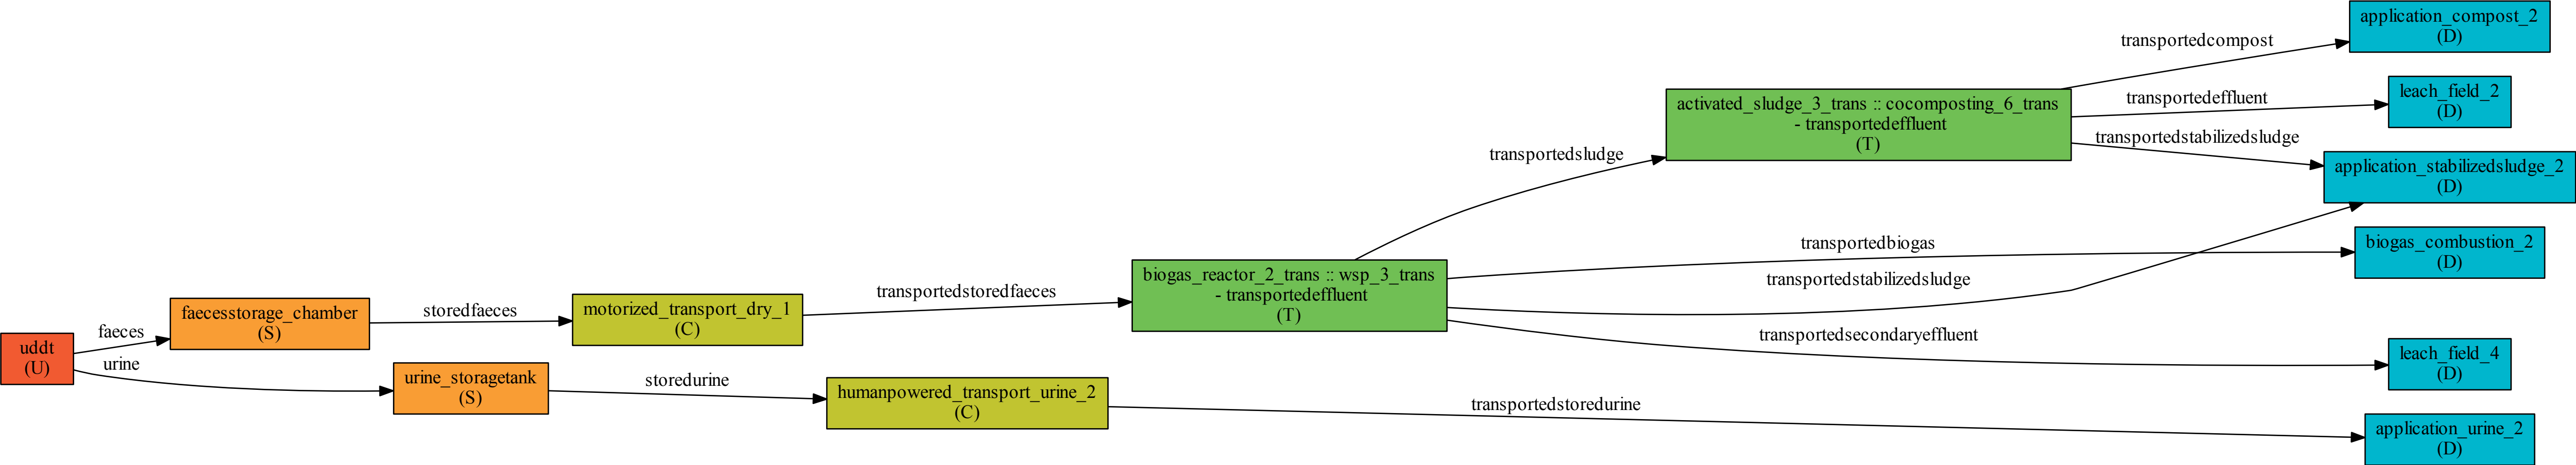 uddt
(U)
faeces
urine
faecesstorage_chamber
(S)
urine_storagetank
(S)
storedfaeces
storedurine
motorized_transport_dry_1
(C)
humanpowered_transport_urine_2
(C)
transportedstoredfaeces
transportedstoredurine
biogas_reactor_2_trans :: wsp_3_trans
- transportedeffluent
(T)
transportedsludge
transportedbiogas
transportedstabilizedsludge
transportedsecondaryeffluent
activated_sludge_3_trans :: cocomposting_6_trans
- transportedeffluent
(T)
transportedcompost
transportedeffluent
transportedstabilizedsludge
application_compost_2
(D)
leach_field_2
(D)
application_stabilizedsludge_2
(D)
biogas_combustion_2
(D)
leach_field_4
(D)
application_urine_2
(D)